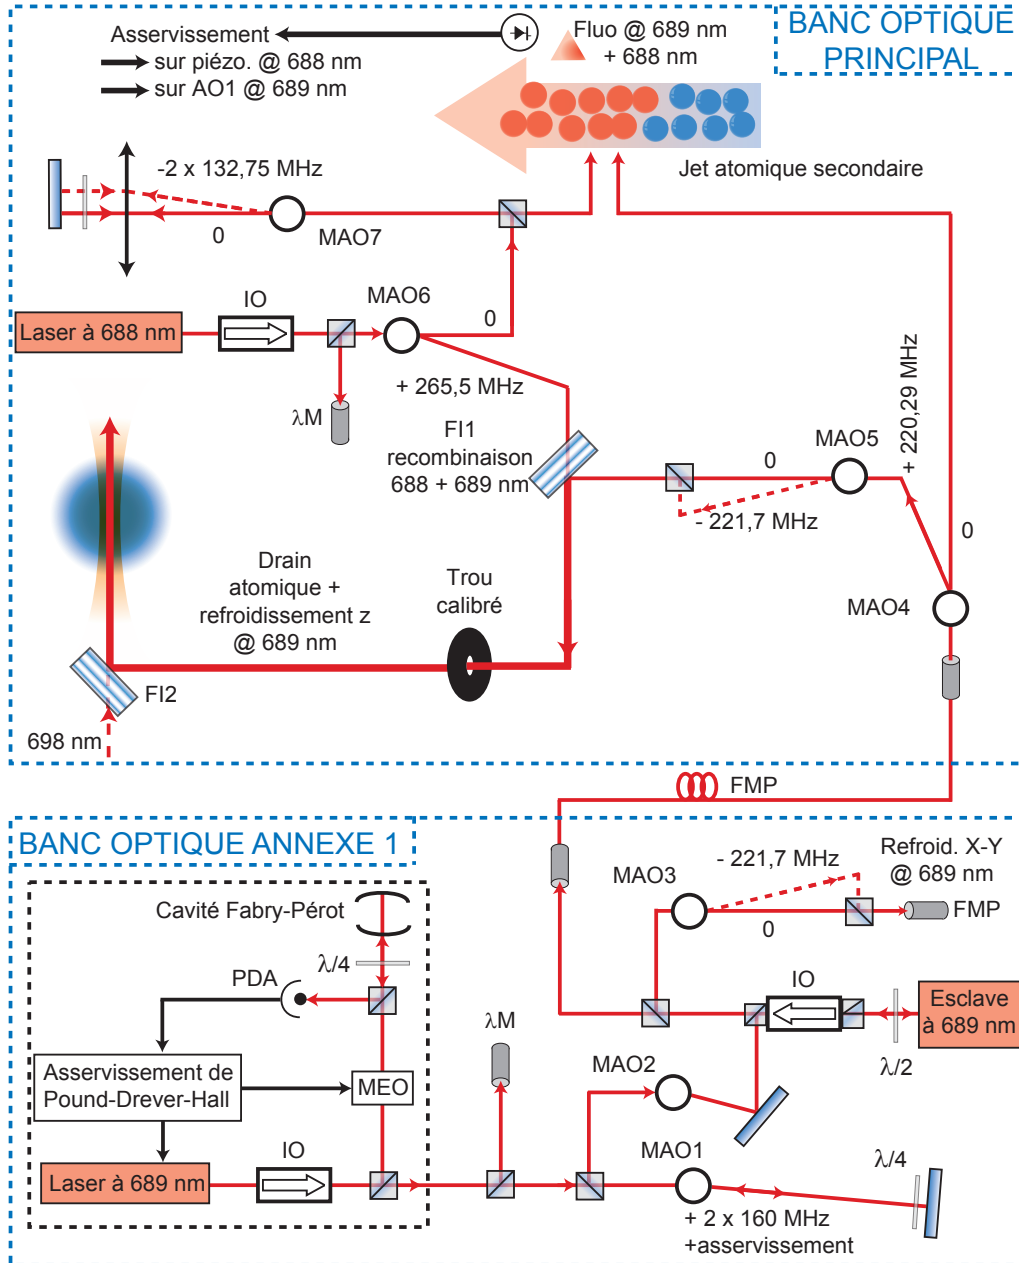 BANC OPTIQUE
PRINCIPAL
Asservissement
sur piézo. @ 688 nm
sur AO1 @ 689 nm
Fluo @ 689 nm
+ 688 nm
Jet atomique secondaire
-2 x 132,75 MHz
0
MAO7
IO
MAO6
0
Laser à 688 nm
λM
+ 265,5 MHz
FI1
recombinaison
688 + 689 nm
MAO5
+ 220,29 MHz
0
- 221,7 MHz
0
MAO4
Drain
atomique +
refroidissement z
@ 689 nm
Trou
calibré
FI2
698 nm
FMP
BANC OPTIQUE ANNEXE 1
Cavité Fabry-Pérot
λ/4
PDA
Asservissement de
Pound-Drever-Hall
MEO
IO
Laser à 689 nm
λM
MAO3
- 221,7 MHz
0
Refroid. X-Y
@ 689 nm
FMP
IO
Esclave
à 689 nm
λ/2
MAO2
MAO1
λ/4
+ 2 x 160 MHz
+asservissement